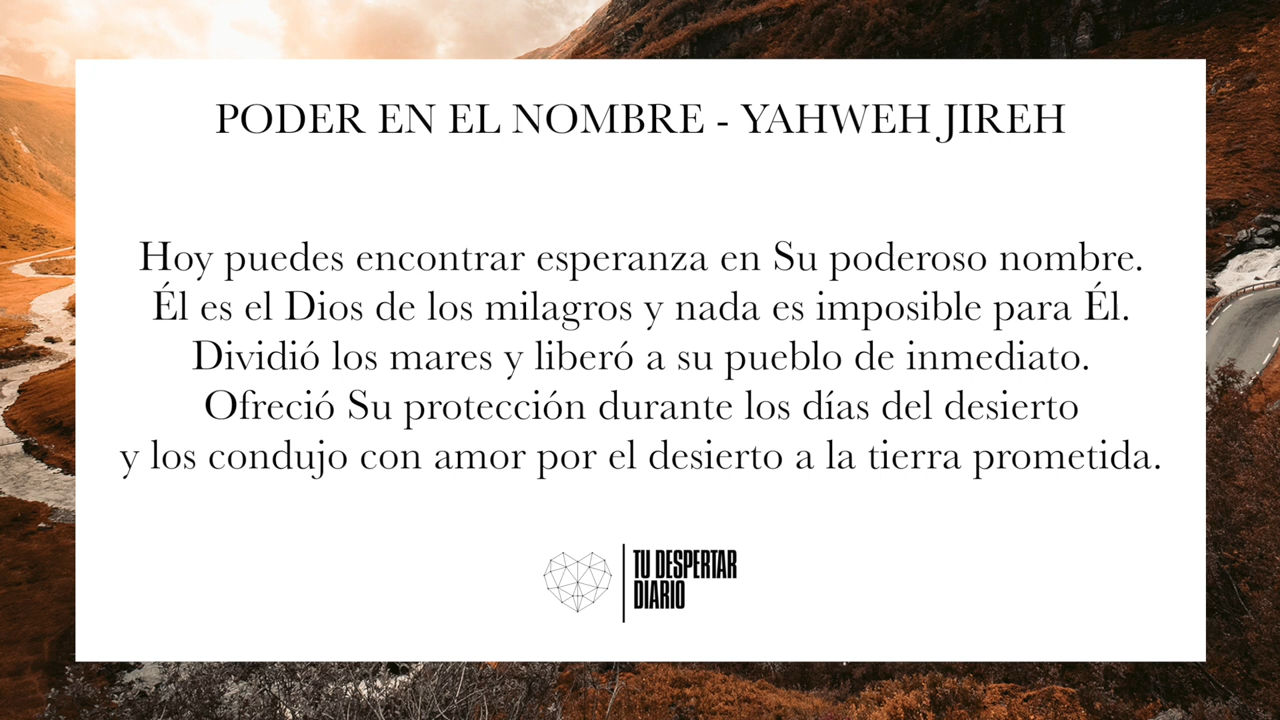 PODER EN EL NOMBRE - YAHWEH JIREH
Hoy puedes encontrar esperanza en Su poderoso nombre.
Él es el Dios de los milagros y nada es imposible para Él.
Dividió los mares y liberó a su pueblo de inmediato.
Ofreció Su protección durante los días del desierto
y los condujo con amor por el desierto a la tierra prometida.
TU DESPERTAR
DIARIO